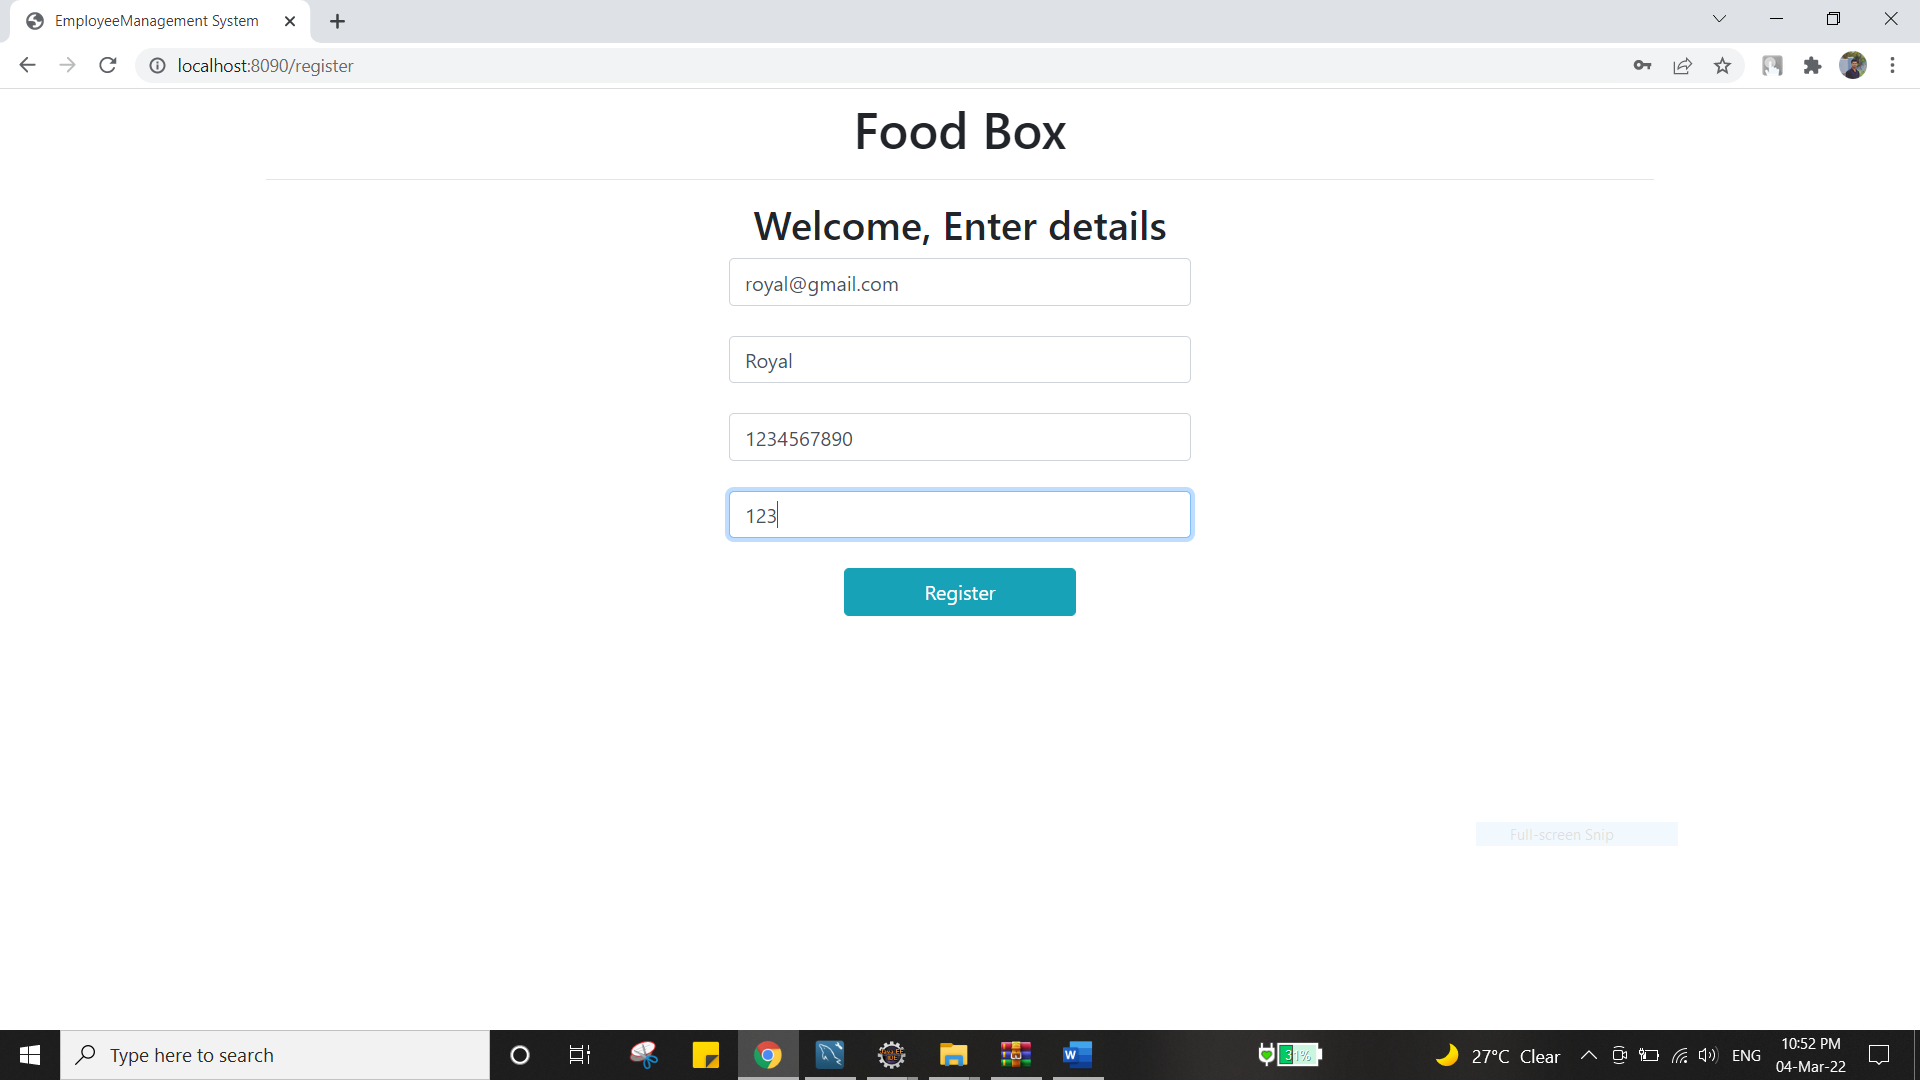 EmployeeManagement System
localhost:8090/register
Food Box
Welcome, Enter details
royal@gmail.com
Royal
1234567890
123
Register
Full-screen Snip
Type here to search
31%
27°C Clear
ENG
10:52 PM
04-Mar-22